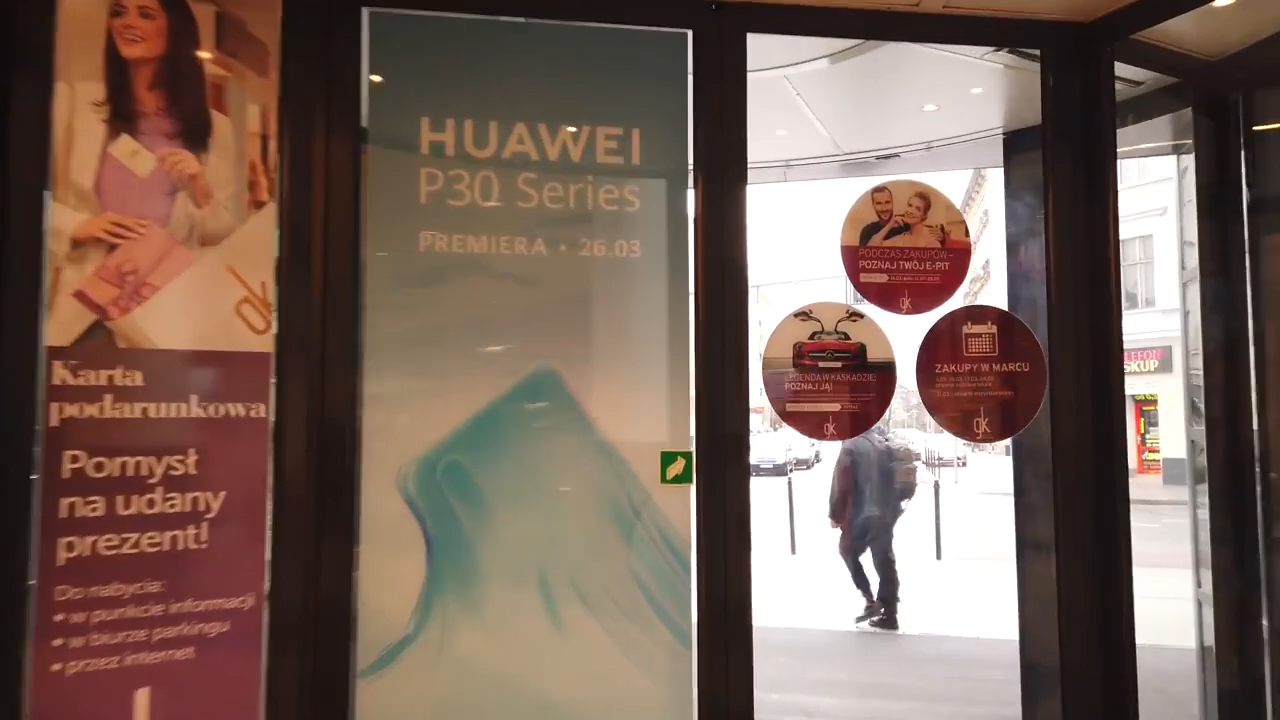 gk
Karta
podarunkowa
Pomysł
na udany
prezent!
Do nabycia:
• w punkcie informacji
• w biurze parkingu
• przez internet
HUAWEI
P30 Series
PREMIERA • 26.03
PODCZAS ZAKUPÓW –
POZNAJ TWÓJ E-PIT
gk
LEGENDA W KASKADZIE:
POZNAJ JĄ!
gk
ZAKUPY W MARCU
gk
SKUP